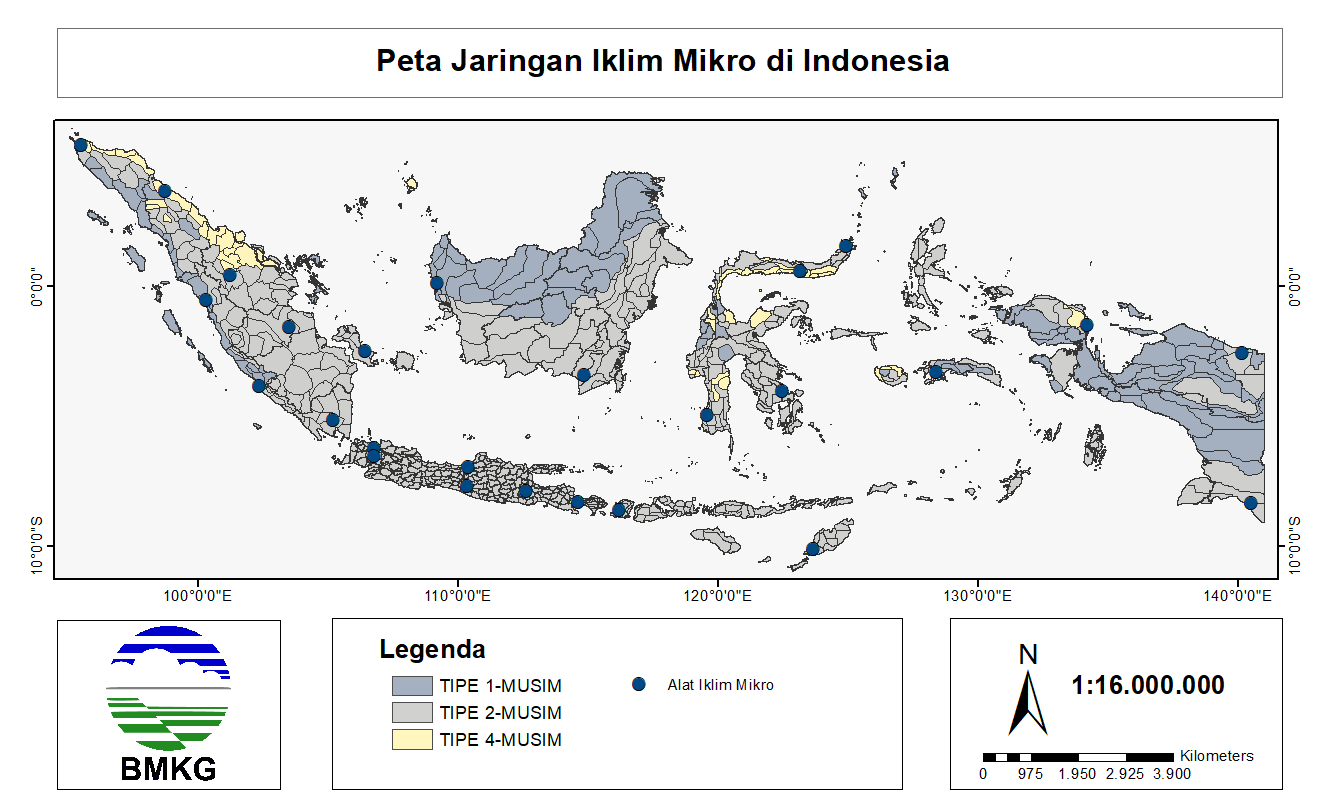 Peta Jaringan Iklim Mikro di Indonesia
0°0'0"
0°0'0"
10°0'0"S
10°0'0"S
100°0'0"E
110°0'0"E
120°0'0"E
130°0'0"E
140°0'0"E
BMKG
Legenda
TIPE 1-MUSIM
TIPE 2-MUSIM
TIPE 4-MUSIM
Alat Iklim Mikro
N
1:16.000.000
Kilometers
0 975 1.950 2.925 3.900